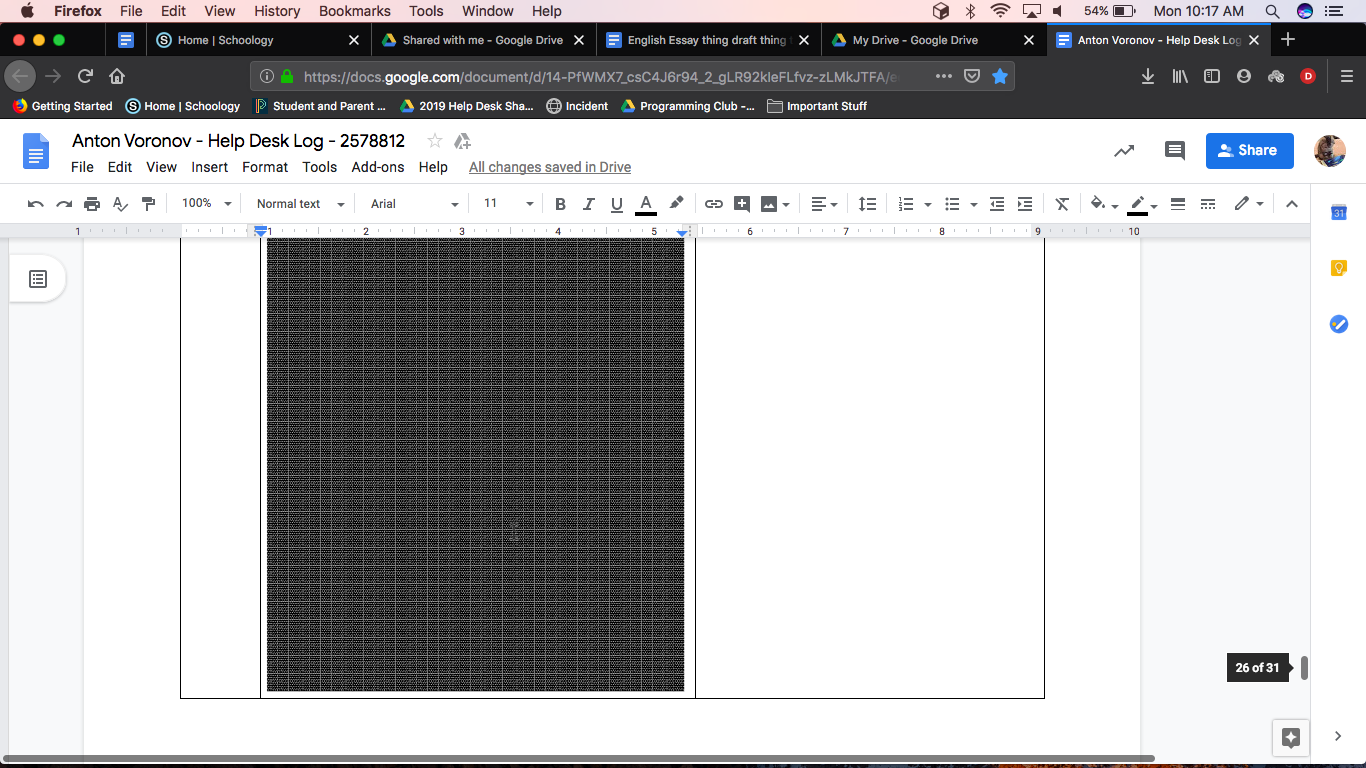 Firefox File Edit View History Bookmarks Tools Window Help 54% Mon 10:17 AM
Home | Schoology Shared with me - Google Drive English Essay thing draft thing t My Drive - Google Drive Anton Voronov - Help Desk Log
https://docs.google.com/document/d/14-PfWMX7_csC4J6r94_2_gLR92kleFLfvz-zLMkJTFA/e D
Getting Started Home | Schoology Student and Parent ... 2019 Help Desk Sha... Incident Programming Club -... Important Stuff
Anton Voronov - Help Desk Log - 2578812
File Edit View Insert Format Tools Add-ons Help All changes saved in Drive Share
100% Normal text Arial 11 B I U A
1 1 2 3 4 5 6 7 8 9 10
31
26 of 31